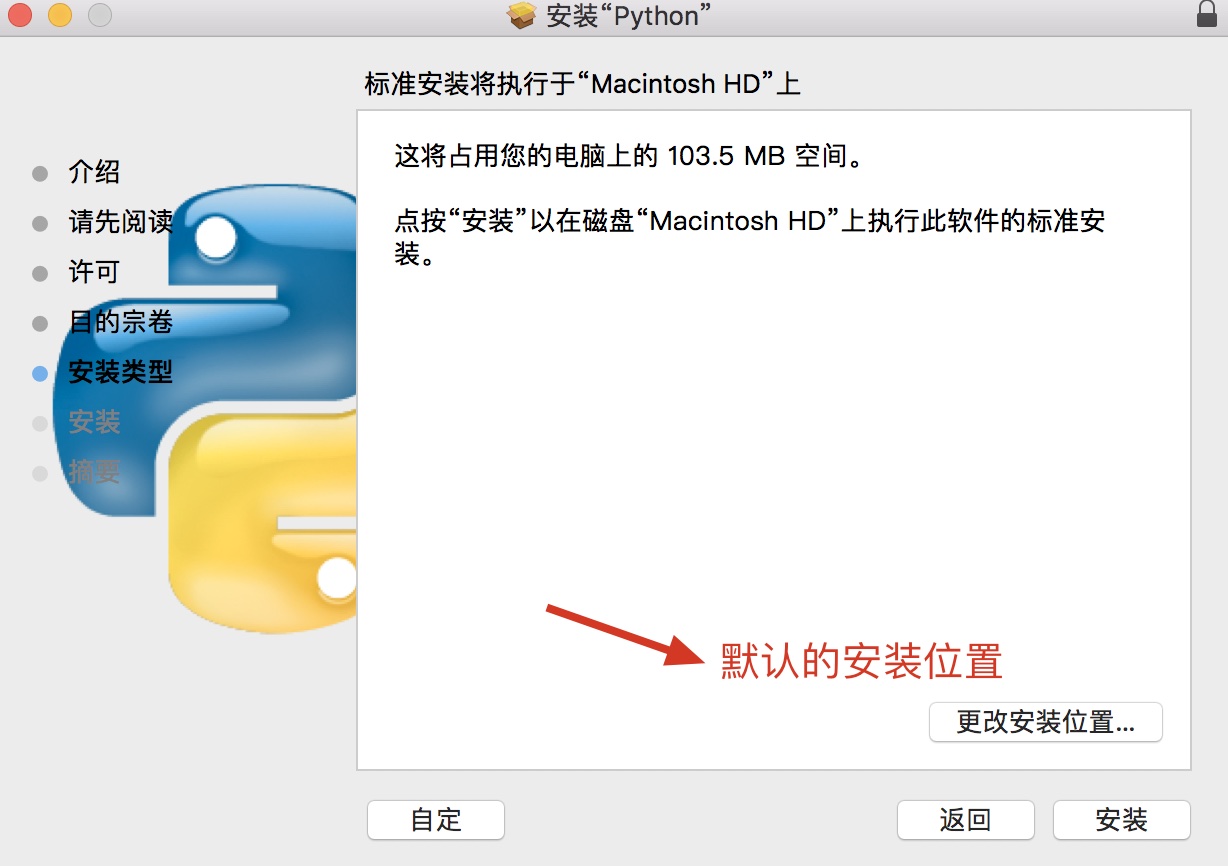 安装“Python”
标准安装将执行于“Macintosh HD”上
介绍
请先阅读
许可
目的宗卷
安装类型
安装
摘要
这将占用您的电脑上的 103.5 MB 空间。
点按“安装”以在磁盘“Macintosh HD”上执行此软件的标准安
装。
默认的安装位置
更改安装位置...
自定
返回
安装